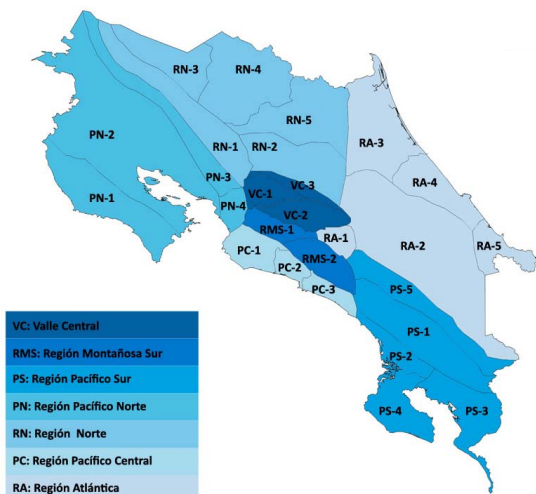 RN-3
RN-4
PN-2
RN-5
RA-3
RN-1
RN-2
RA-4
PN-3
VC-1
VC-3
PN-1
PN-4
VC-2
RMS-1
RA-1
RA-2
RA-5
PC-1
RMS-2
PC-2
PC-3
PS-5
PS-1
PS-2
PS-4
PS-3
VC: Valle Central
RMS: Región Montañosa Sur
PS: Región Pacífico Sur
PN: Región Pacífico Norte
RN: Región Norte
PC: Región Pacífico Central
RA: Región Atlántica